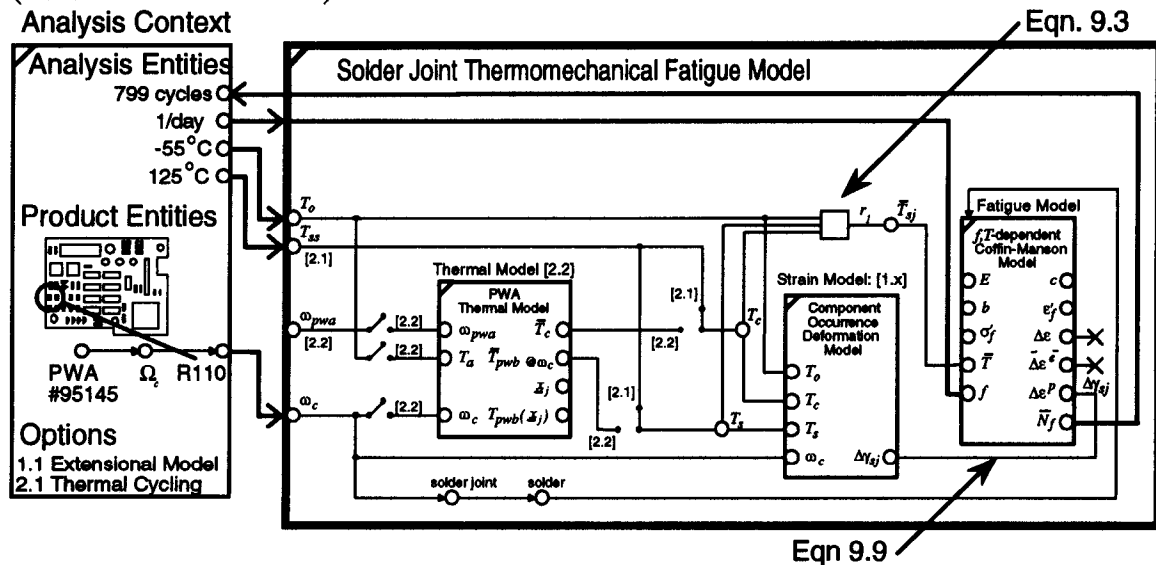 Analysis Context
Eqn. 9.3
Analysis Entities
799 cycles
1/day
-55°C
125°C
Product Entities
PWA
#95145
Ω_c
R110
Options
1.1 Extensional Model
2.1 Thermal Cycling
Solder Joint Thermomechanical Fatigue Model
T_o
T_ss
[2.1]
ω_pwa
[2.2]
ω_c
[2.2]
[2.2]
[2.2]
Thermal Model [2.2]
PWA
Thermal Model
ω_pwa
T_a
ω_c
T̅_c
T̅_pwb @ω_c
x_j
T_pwb(x_j)
[2.1]
[2.2]
[2.1]
[2.2]
T_c
T_s
r_1
T̅_sj
Strain Model: [1.x]
Component
Occurrence
Deformation
Model
T_o
T_c
T_s
ω_c
Δγ_sj
Fatigue Model
f,T-dependent
Coffin-Manson
Model
E
b
σ'_f
T̅
f
c
ε'_f
Δε
Δε^e
Δε^p
N̅_f
Δγ_sj
solder joint
solder
Eqn 9.9